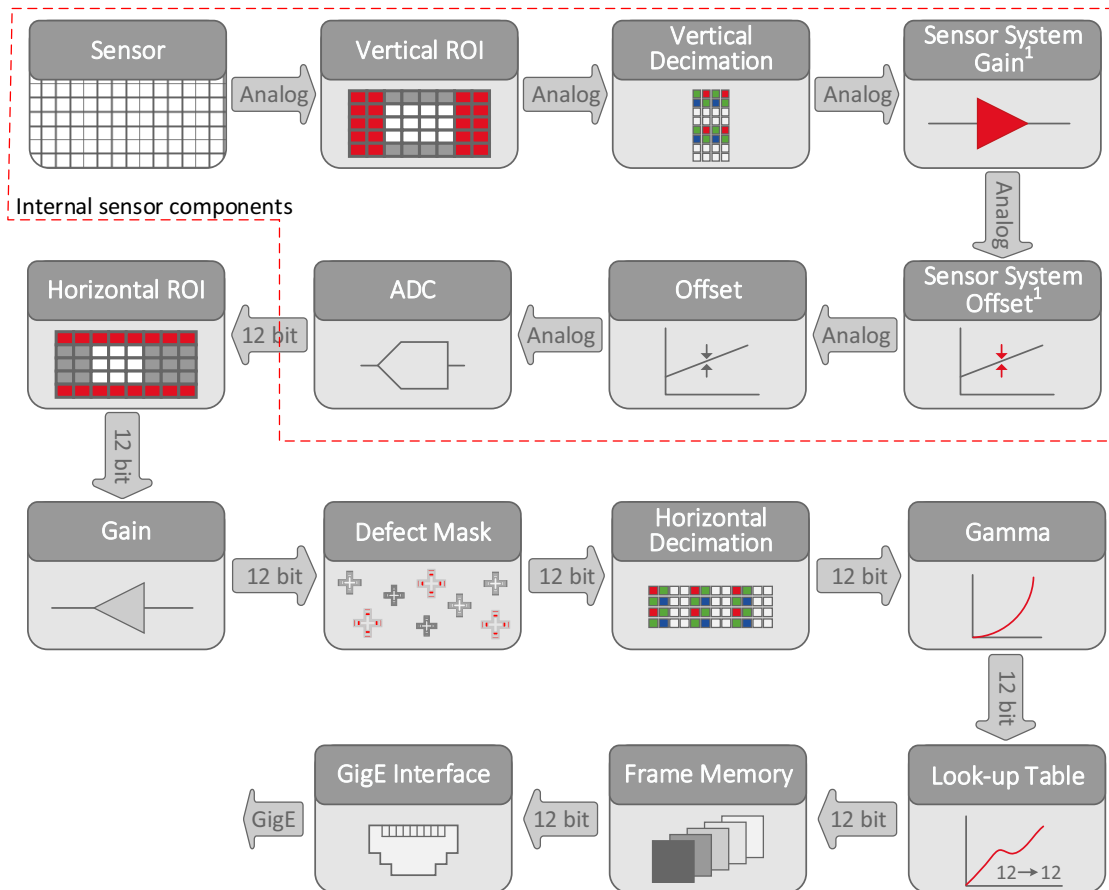 Sensor
Analog
Vertical ROI
Analog
Vertical
Decimation
Analog
Sensor System
Gain1
Internal sensor components
Analog
Sensor System
Offset1
Analog
Offset
Analog
ADC
12 bit
Horizontal ROI
12 bit
Gain
12 bit
Defect Mask
12 bit
Horizontal
Decimation
12 bit
Gamma
12 bit
Look-up Table
12→12
12 bit
Frame Memory
12 bit
GigE Interface
GigE